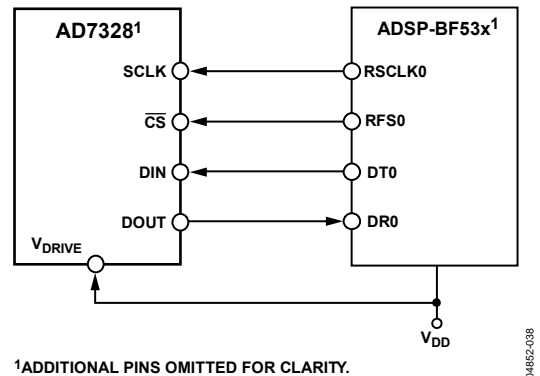 AD7328¹
ADSP-BF53x¹
SCLK
RSCLK0
CS
RFS0
DIN
DT0
DOUT
DR0
VDRIVE
VDD
¹ADDITIONAL PINS OMITTED FOR CLARITY.
04852-038